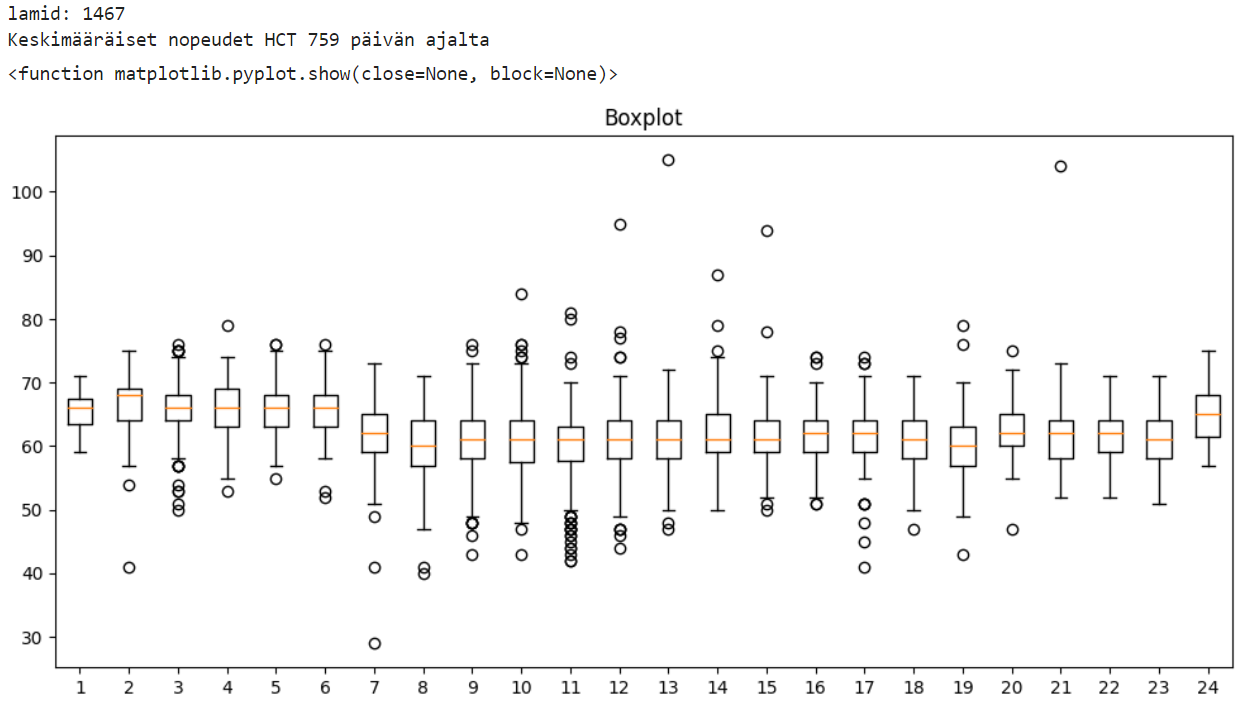 lamid: 1467
Keskimääräiset nopeudet HCT 759 päivän ajalta
<function matplotlib.pyplot.show(close=None, block=None)>
Boxplot
100
90
80
70
60
50
40
30
1 2 3 4 5 6 7 8 9 10 11 12 13 14 15 16 17 18 19 20 21 22 23 24